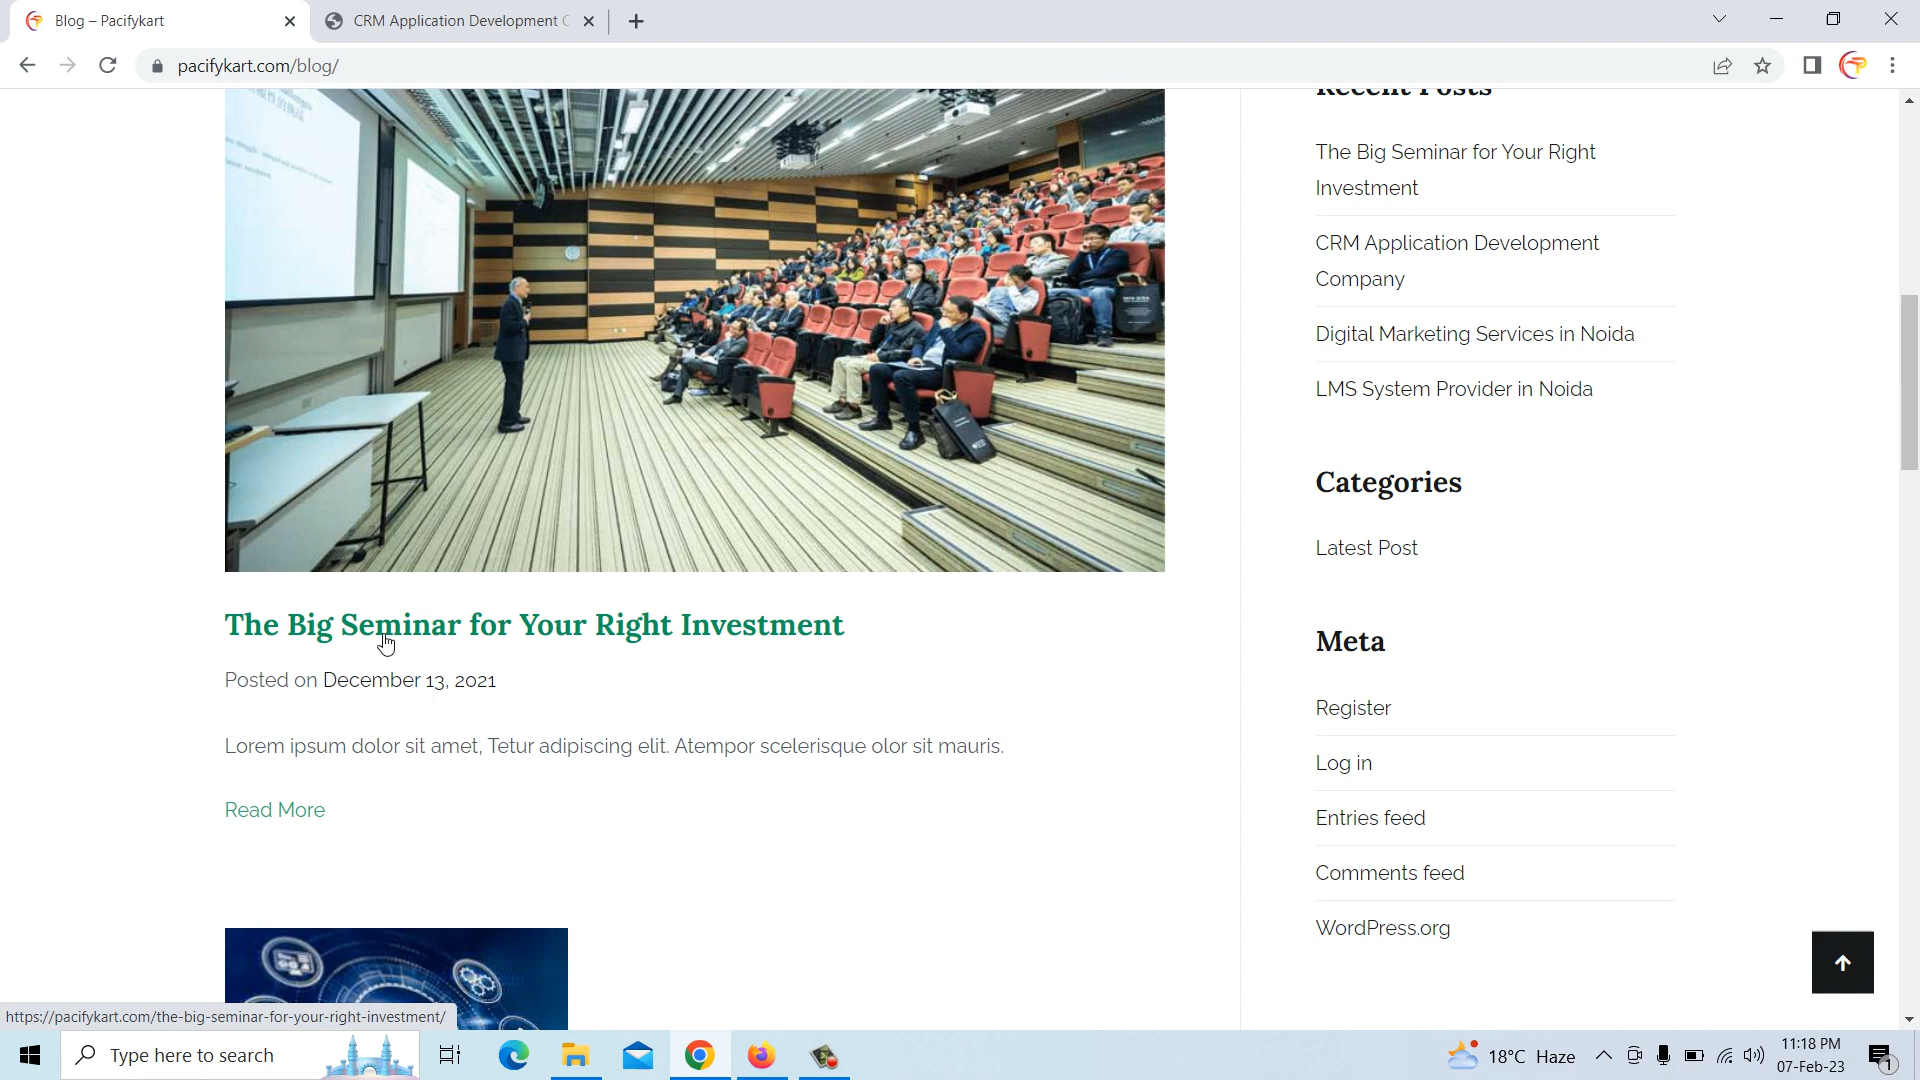 Blog – Pacifykart
CRM Application Development C
pacifykart.com/blog/
Recent Posts
The Big Seminar for Your Right
Investment
CRM Application Development
Company
Digital Marketing Services in Noida
LMS System Provider in Noida
Categories
Latest Post
Meta
Register
Log in
Entries feed
Comments feed
WordPress.org
The Big Seminar for Your Right Investment
Posted on December 13, 2021
Lorem ipsum dolor sit amet, Tetur adipiscing elit. Atempor scelerisque olor sit mauris.
Read More
https://pacifykart.com/the-big-seminar-for-your-right-investment/
Type here to search
18°C Haze
11:18 PM
07-Feb-23
1